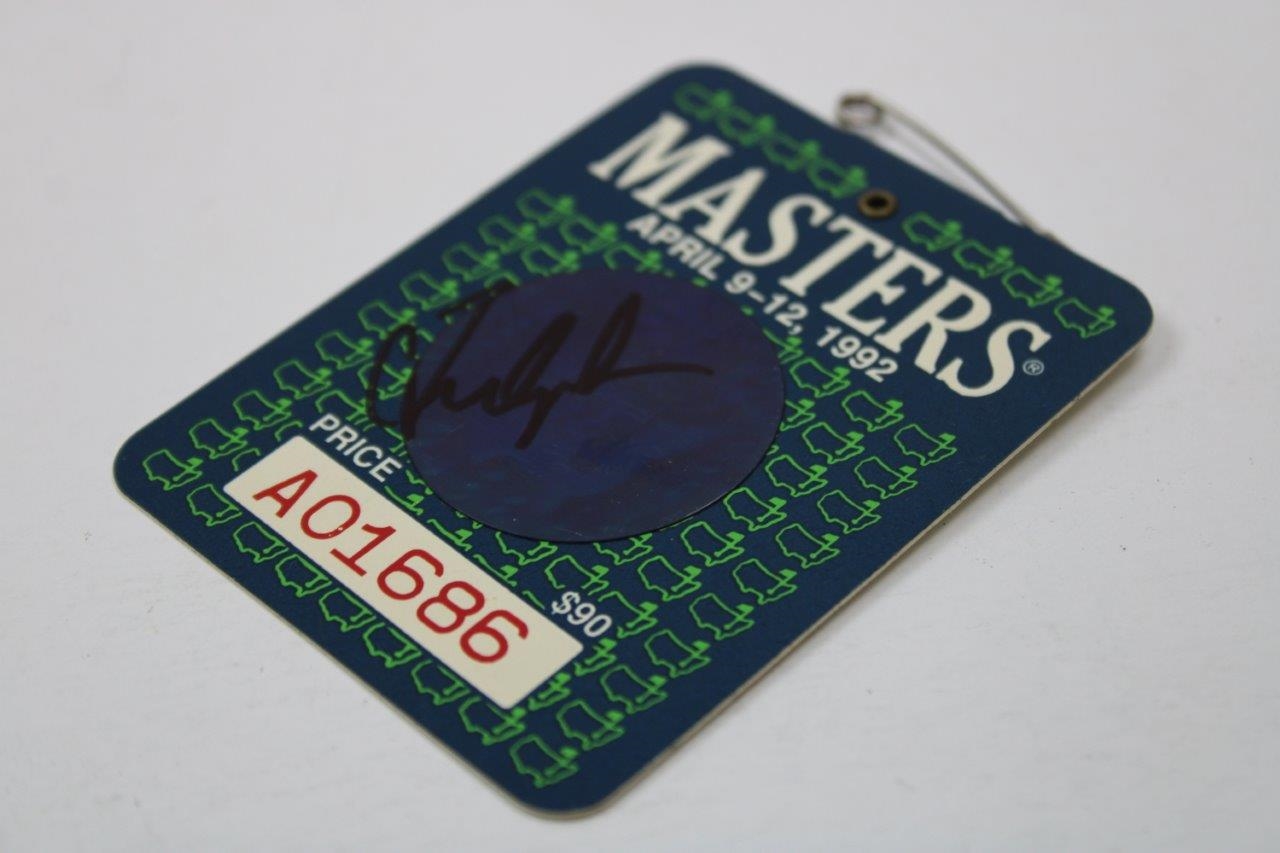 MASTERS®
APRIL 9-12, 1992
PRICE
$90
A01686